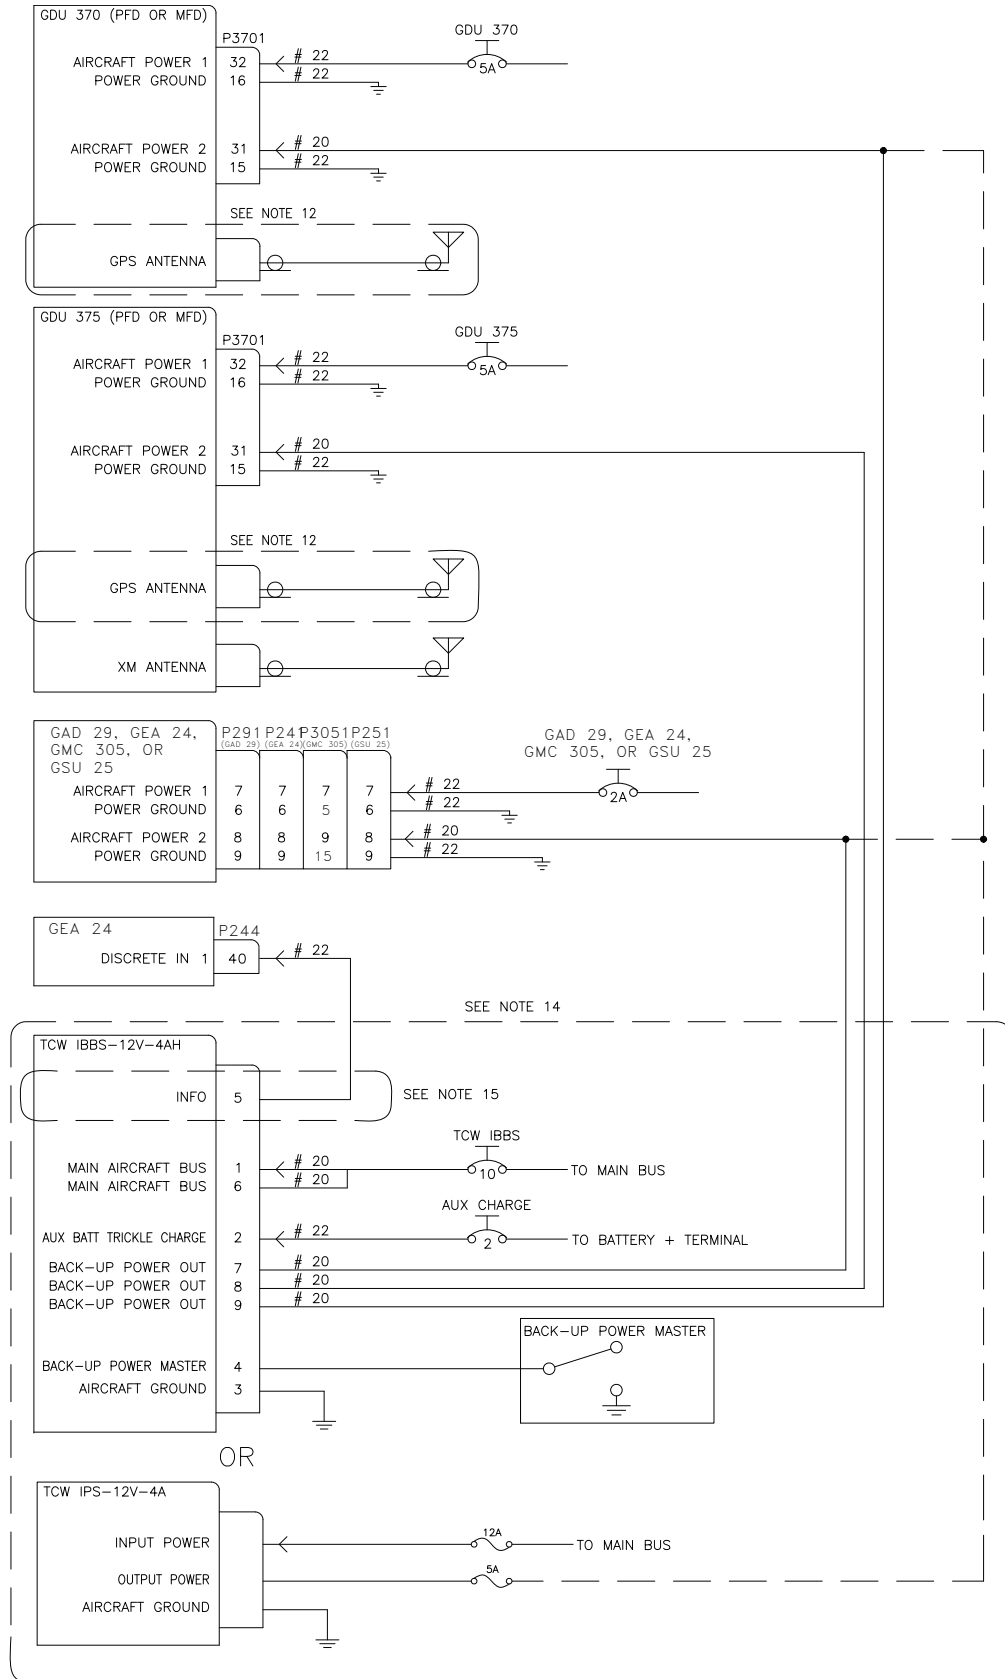 GDU 370 (PFD OR MFD)
P3701
GDU 370
AIRCRAFT POWER 1 32 # 22 5A
POWER GROUND 16 # 22
AIRCRAFT POWER 2 31 # 20
POWER GROUND 15 # 22
SEE NOTE 12
GPS ANTENNA
GDU 375 (PFD OR MFD)
P3701
GDU 375
AIRCRAFT POWER 1 32 # 22 5A
POWER GROUND 16 # 22
AIRCRAFT POWER 2 31 # 20
POWER GROUND 15 # 22
SEE NOTE 12
GPS ANTENNA
XM ANTENNA
GAD 29, GEA 24,
GMC 305, OR
GSU 25
P291 P241 P3051 P251
(GAD 29) (GEA 24) (GMC 305) (GSU 25)
GAD 29, GEA 24,
GMC 305, OR GSU 25
AIRCRAFT POWER 1 7 7 7 7 # 22 2A
POWER GROUND 6 6 5 6 # 22
AIRCRAFT POWER 2 8 8 9 8 # 20
POWER GROUND 9 9 15 9 # 22
GEA 24
P244
DISCRETE IN 1 40 # 22
SEE NOTE 14
TCW IBBS-12V-4AH
INFO 5 SEE NOTE 15
TCW IBBS
MAIN AIRCRAFT BUS 1 # 20 10 TO MAIN BUS
MAIN AIRCRAFT BUS 6 # 20
AUX CHARGE
AUX BATT TRICKLE CHARGE 2 # 22 2 TO BATTERY + TERMINAL
BACK-UP POWER OUT 7 # 20
BACK-UP POWER OUT 8 # 20
BACK-UP POWER OUT 9 # 20
BACK-UP POWER MASTER
BACK-UP POWER MASTER 4
AIRCRAFT GROUND 3
OR
TCW IPS-12V-4A
INPUT POWER 12A TO MAIN BUS
OUTPUT POWER 5A
AIRCRAFT GROUND